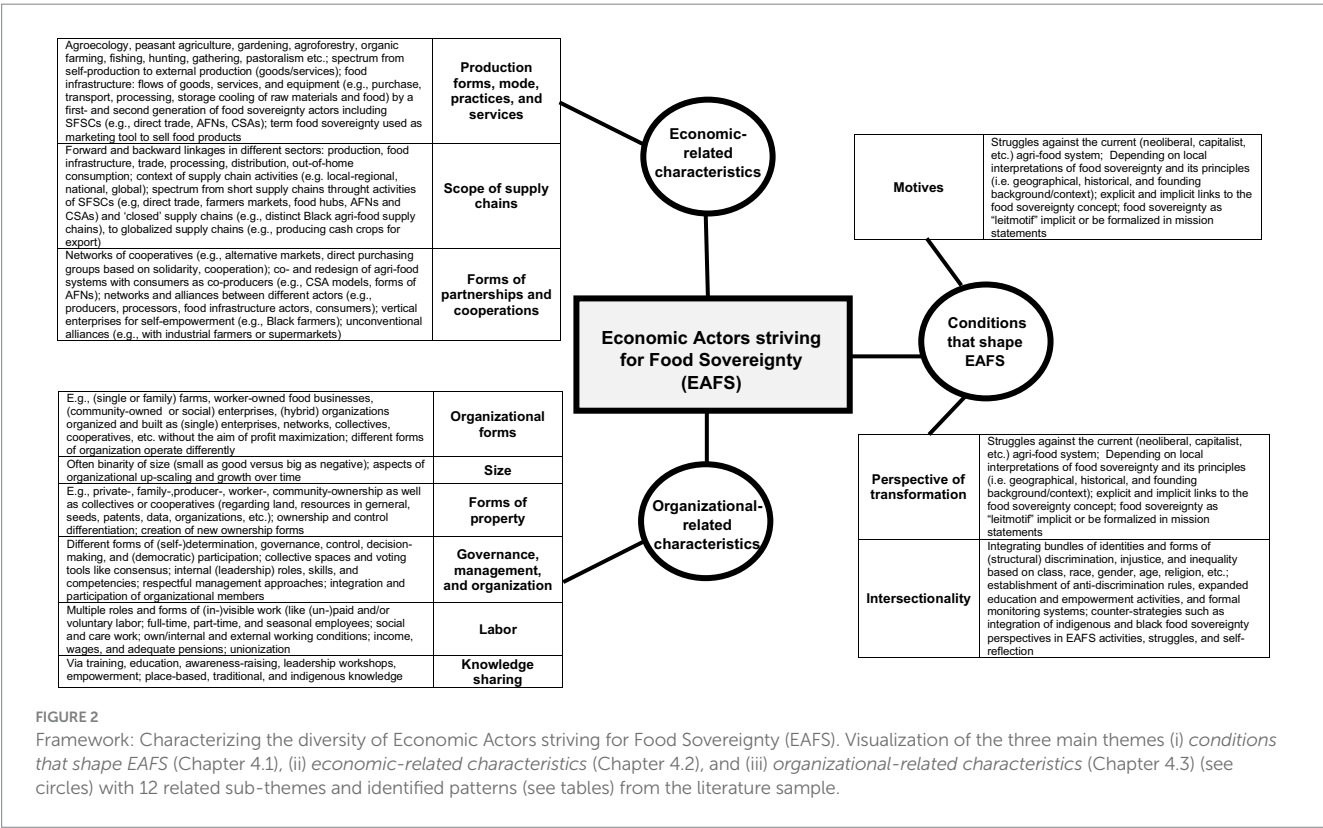 Agroecology, peasant agriculture, gardening, agroforestry, organic
farming, fishing, hunting, gathering, pastoralism etc.; spectrum from
self-production to external production (goods/services); food
infrastructure: flows of goods, services, and equipment (e.g., purchase,
transport, processing, storage cooling of raw materials and food) by a
first- and second generation of food sovereignty actors including
SFSCs (e.g., direct trade, AFNs, CSAs); term food sovereignty used as
marketing tool to sell food products
Production
forms, mode,
practices, and
services
Forward and backward linkages in different sectors: production, food
infrastructure, trade, processing, distribution, out-of-home
consumption; context of supply chain activities (e.g. local-regional,
national, global); spectrum from short supply chains throught activities
of SFSCs (e.g, direct trade, farmers markets, food hubs, AFNs and
CSAs) and ‘closed’ supply chains (e.g., distinct Black agri-food supply
chains), to globalized supply chains (e.g., producing cash crops for
export)
Scope of supply
chains
Networks of cooperatives (e.g., alternative markets, direct purchasing
groups based on solidarity, cooperation); co- and redesign of agri-food
systems with consumers as co-producers (e.g., CSA models, forms of
AFNs); networks and alliances between different actors (e.g.,
producers, processors, food infrastructure actors, consumers); vertical
enterprises for self-empowerment (e.g., Black farmers); unconventional
alliances (e.g., with industrial farmers or supermarkets)
Forms of
partnerships and
cooperations
Economic-
related
characteristics
Economic Actors striving
for Food Sovereignty
(EAFS)
Organizational-
related
characteristics
Conditions
that shape
EAFS
Motives
Struggles against the current (neoliberal, capitalist,
etc.) agri-food system;  Depending on local
interpretations of food sovereignty and its principles
(i.e. geographical, historical, and founding
background/context); explicit and implicit links to the
food sovereignty concept; food sovereignty as
“leitmotif” implicit or be formalized in mission
statements
E.g., (single or family) farms, worker-owned food businesses,
(community-owned  or social) enterprises, (hybrid) organizations
organized and built as (single) enterprises, networks, collectives,
cooperatives, etc. without the aim of profit maximization; different forms
of organization operate differently
Organizational
forms
Often binarity of size (small as good versus big as negative); aspects of
organizational up-scaling and growth over time
Size
E.g., private-, family-,producer-, worker-, community-ownership as well
as collectives or cooperatives (regarding land, resources in gerneral,
seeds, patents, data, organizations, etc.); ownership and control
differentiation; creation of new ownership forms
Forms of
property
Different forms of (self-)determination, governance, control, decision-
making, and (democratic) participation; collective spaces and voting
tools like consensus; internal (leadership) roles, skills, and
competencies; respectful management approaches; integration and
participation of organizational members
Governance,
management,
and organization
Multiple roles and forms of (in-)visible work (like (un-)paid and/or
voluntary labor; full-time, part-time, and seasonal employees; social
and care work; own/internal and external working conditions; income,
wages, and adequate pensions; unionization
Labor
Via training, education, awareness-raising, leadership workshops,
empowerment; place-based, traditional, and indigenous knowledge
Knowledge
sharing
Perspective of
transformation
Struggles against the current (neoliberal, capitalist,
etc.) agri-food system;  Depending on local
interpretations of food sovereignty and its principles
(i.e. geographical, historical, and founding
background/context); explicit and implicit links to the
food sovereignty concept; food sovereignty as
“leitmotif” implicit or be formalized in mission
statements
Intersectionality
Integrating bundles of identities and forms of
(structural) discrimination, injustice, and inequality
based on class, race, gender, age, religion, etc.;
establishment of anti-discrimination rules, expanded
education and empowerment activities, and formal
monitoring systems; counter-strategies such as
integration of indigenous and black food sovereignty
perspectives in EAFS activities, struggles, and self-
reflection
FIGURE 2
Framework: Characterizing the diversity of Economic Actors striving for Food Sovereignty (EAFS). Visualization of the three main themes (i) conditions
that shape EAFS (Chapter 4.1), (ii) economic-related characteristics (Chapter 4.2), and (iii) organizational-related characteristics (Chapter 4.3) (see
circles) with 12 related sub-themes and identified patterns (see tables) from the literature sample.